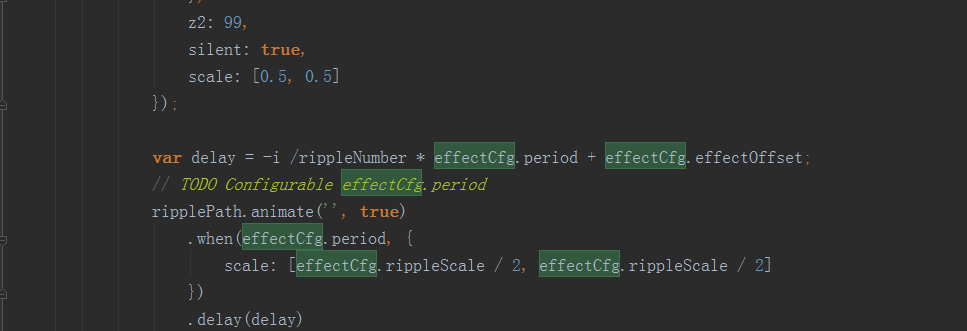 },
z2: 99,
silent: true,
scale: [0.5, 0.5]
});
var delay = -i /rippleNumber * effectCfg.period + effectCfg.effectOffset;
// TODO Configurable effectCfg.period
ripplePath.animate('', true)
.when(effectCfg.period, {
scale: [effectCfg.rippleScale / 2, effectCfg.rippleScale / 2]
})
.delay(delay)